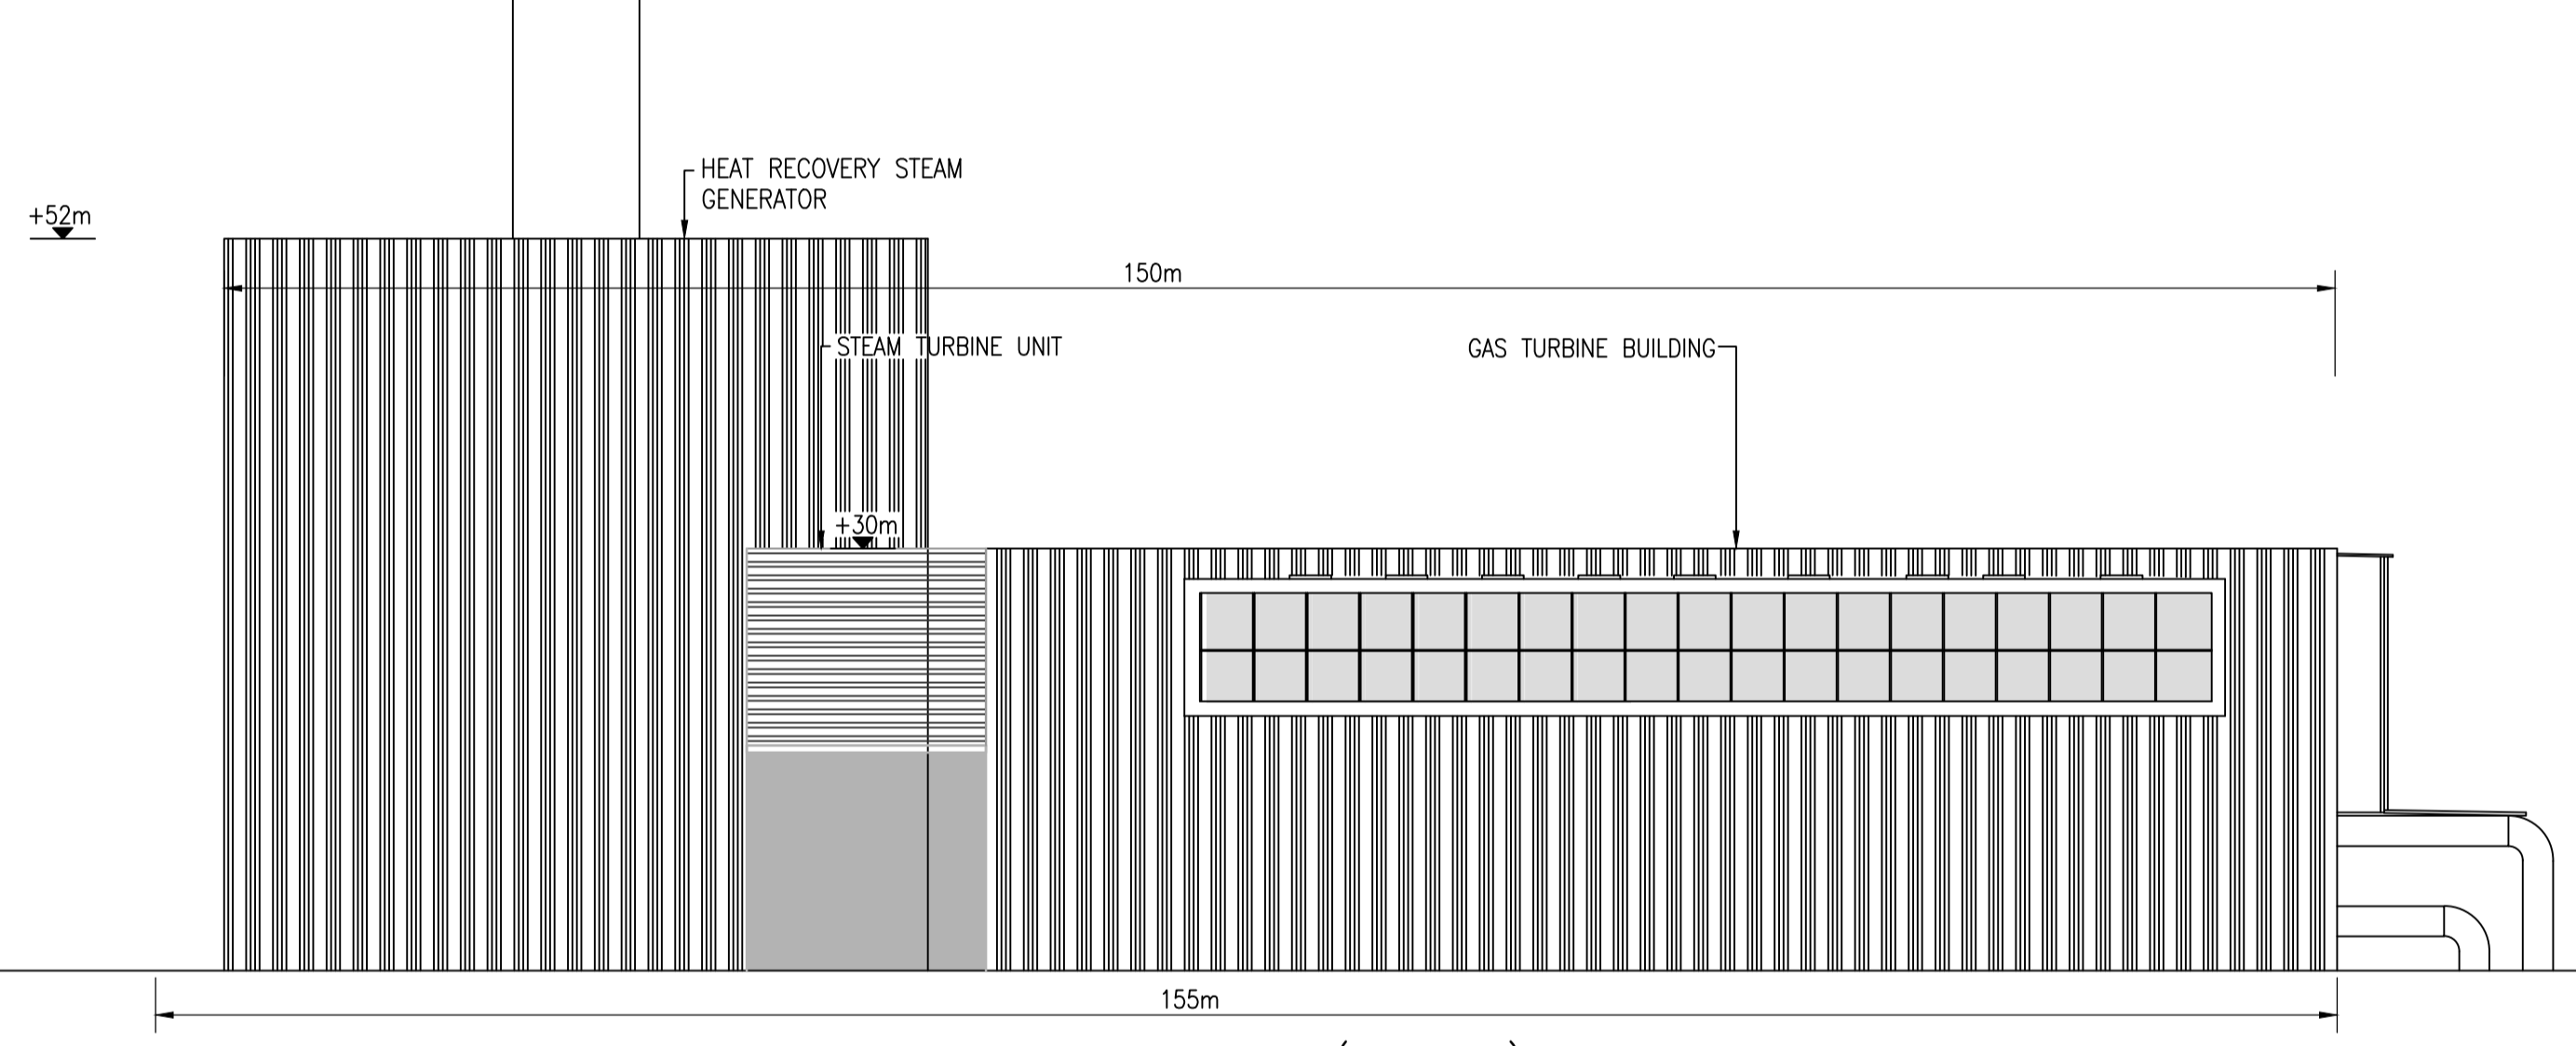 HEAT RECOVERY STEAM
GENERATOR
+52m
150m
STEAM TURBINE UNIT
GAS TURBINE BUILDING
+30m
155m